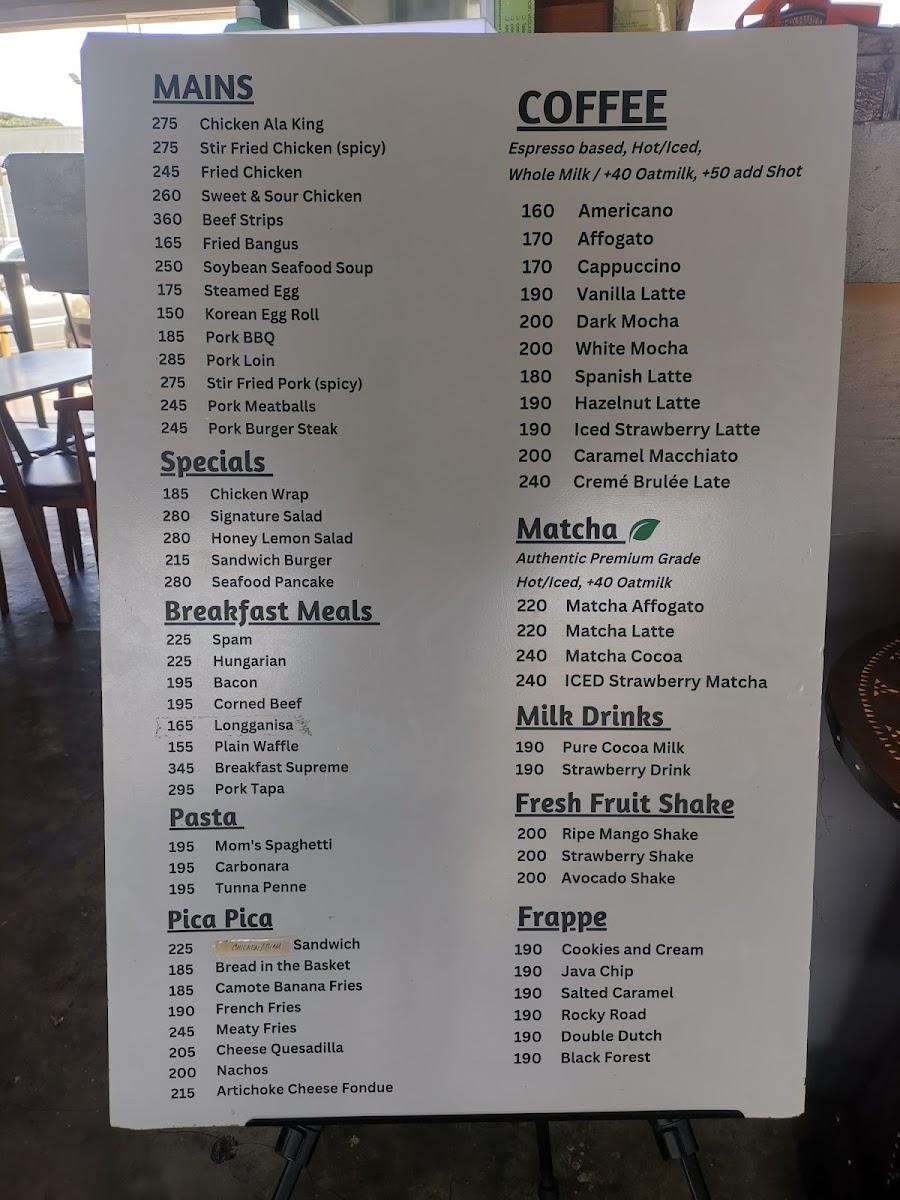 MAINS
275 Chicken Ala King
275 Stir Fried Chicken (spicy)
245 Fried Chicken
260 Sweet & Sour Chicken
360 Beef Strips
165 Fried Bangus
250 Soybean Seafood Soup
175 Steamed Egg
150 Korean Egg Roll
185 Pork BBQ
285 Pork Loin
275 Stir Fried Pork (spicy)
245 Pork Meatballs
245 Pork Burger Steak
Specials
185 Chicken Wrap
280 Signature Salad
280 Honey Lemon Salad
215 Sandwich Burger
280 Seafood Pancake
Breakfast Meals
225 Spam
225 Hungarian
195 Bacon
195 Corned Beef
165 Longganisa
155 Plain Waffle
345 Breakfast Supreme
295 Pork Tapa
Pasta
195 Mom's Spaghetti
195 Carbonara
195 Tunna Penne
Pica Pica
225 Sandwich
185 Bread in the Basket
185 Camote Banana Fries
190 French Fries
245 Meaty Fries
205 Cheese Quesadilla
200 Nachos
215 Artichoke Cheese Fondue
COFFEE
Espresso based, Hot/Iced,
Whole Milk / +40 Oatmilk, +50 add Shot
160 Americano
170 Affogato
170 Cappuccino
190 Vanilla Latte
200 Dark Mocha
200 White Mocha
180 Spanish Latte
190 Hazelnut Latte
190 Iced Strawberry Latte
200 Caramel Macchiato
240 Cremé Brulée Late
Matcha
Authentic Premium Grade
Hot/Iced, +40 Oatmilk
220 Matcha Affogato
220 Matcha Latte
240 Matcha Cocoa
240 ICED Strawberry Matcha
Milk Drinks
190 Pure Cocoa Milk
190 Strawberry Drink
Fresh Fruit Shake
200 Ripe Mango Shake
200 Strawberry Shake
200 Avocado Shake
Frappe
190 Cookies and Cream
190 Java Chip
190 Salted Caramel
190 Rocky Road
190 Double Dutch
190 Black Forest